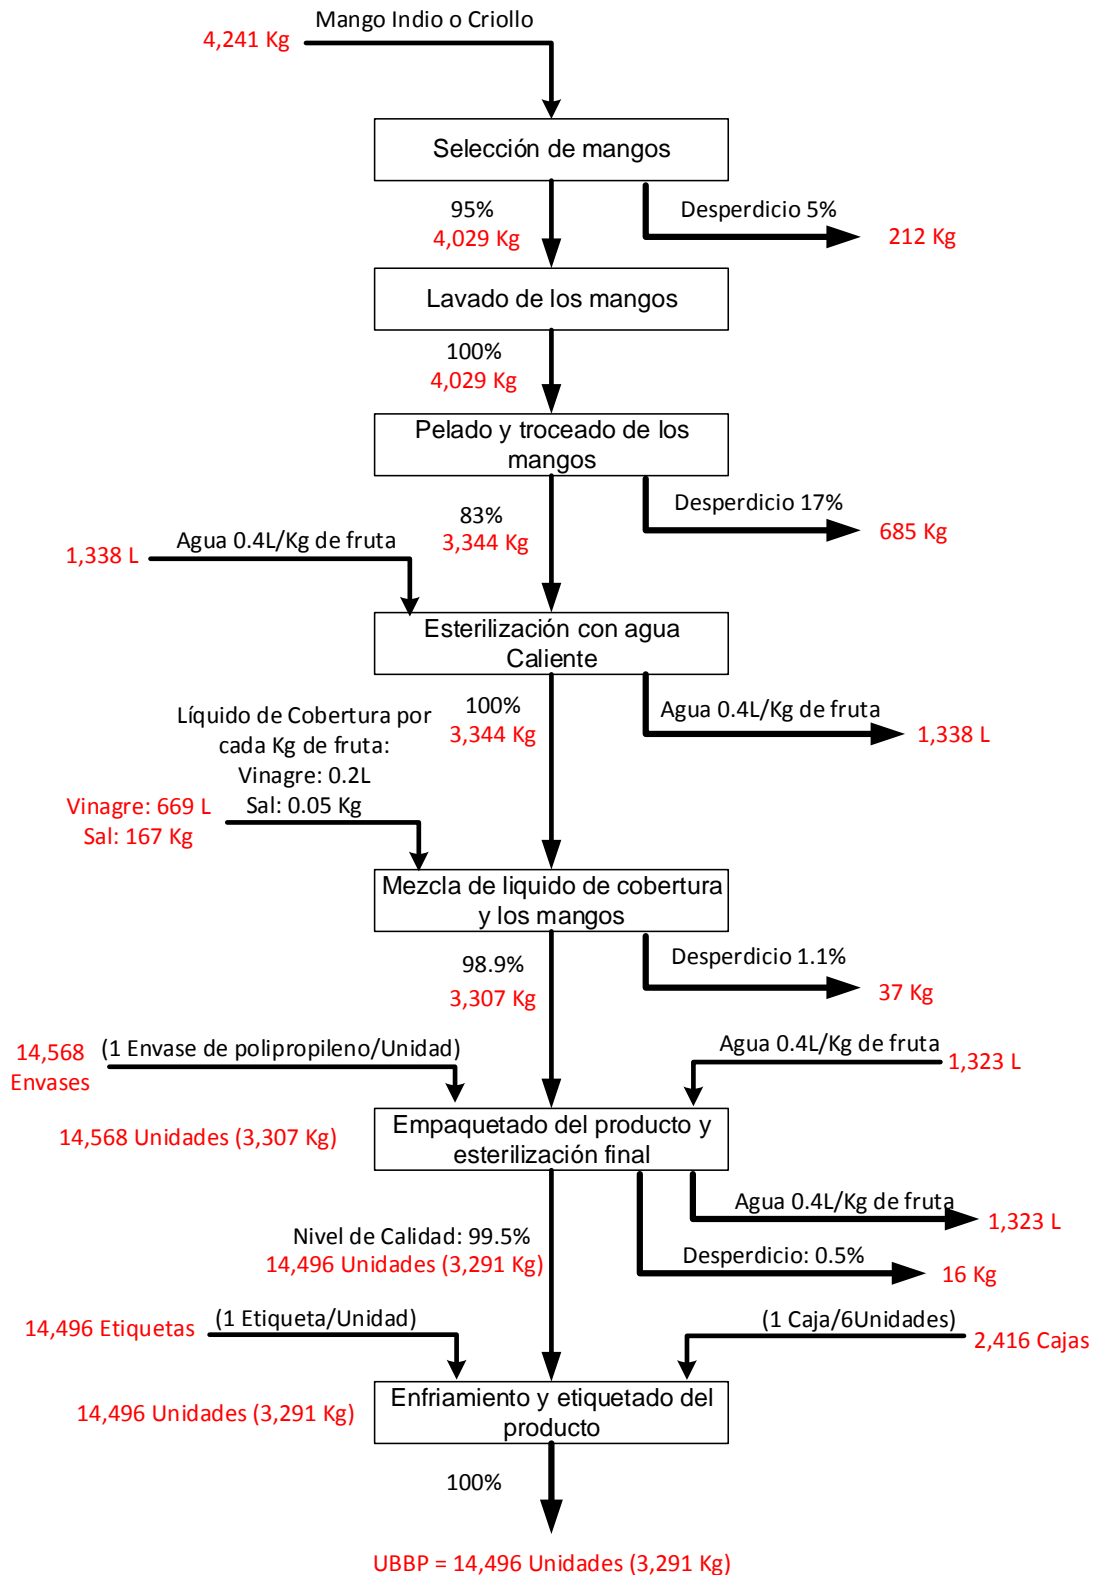 Mango Indio o Criollo
4,241 Kg
Selección de mangos
95%
4,029 Kg
Desperdicio 5%
212 Kg
Lavado de los mangos
100%
4,029 Kg
Pelado y troceado de los
mangos
83%
3,344 Kg
Desperdicio 17%
685 Kg
Agua 0.4L/Kg de fruta
1,338 L
Esterilización con agua
Caliente
100%
3,344 Kg
Agua 0.4L/Kg de fruta
1,338 L
Líquido de Cobertura por
cada Kg de fruta:
Vinagre: 0.2L
Sal: 0.05 Kg
Vinagre: 669 L
Sal: 167 Kg
Mezcla de liquido de cobertura
y los mangos
98.9%
3,307 Kg
Desperdicio 1.1%
37 Kg
14,568
Envases
(1 Envase de polipropileno/Unidad)
Agua 0.4L/Kg de fruta
1,323 L
14,568 Unidades (3,307 Kg)
Empaquetado del producto y
esterilización final
Nivel de Calidad: 99.5%
14,496 Unidades (3,291 Kg)
Agua 0.4L/Kg de fruta
1,323 L
Desperdicio: 0.5%
16 Kg
14,496 Etiquetas
(1 Etiqueta/Unidad)
(1 Caja/6Unidades)
2,416 Cajas
14,496 Unidades (3,291 Kg)
Enfriamiento y etiquetado del
producto
100%
UBBP = 14,496 Unidades (3,291 Kg)